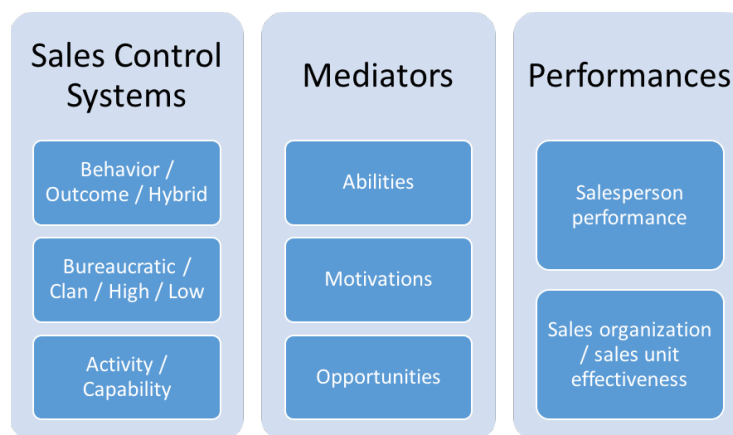 Sales Control
Systems
Behavior /
Outcome / Hybrid
Bureaucratic /
Clan / High / Low
Activity /
Capability
Mediators
Abilities
Motivations
Opportunities
Performances
Salesperson
performance
Sales organization
/ sales unit
effectiveness